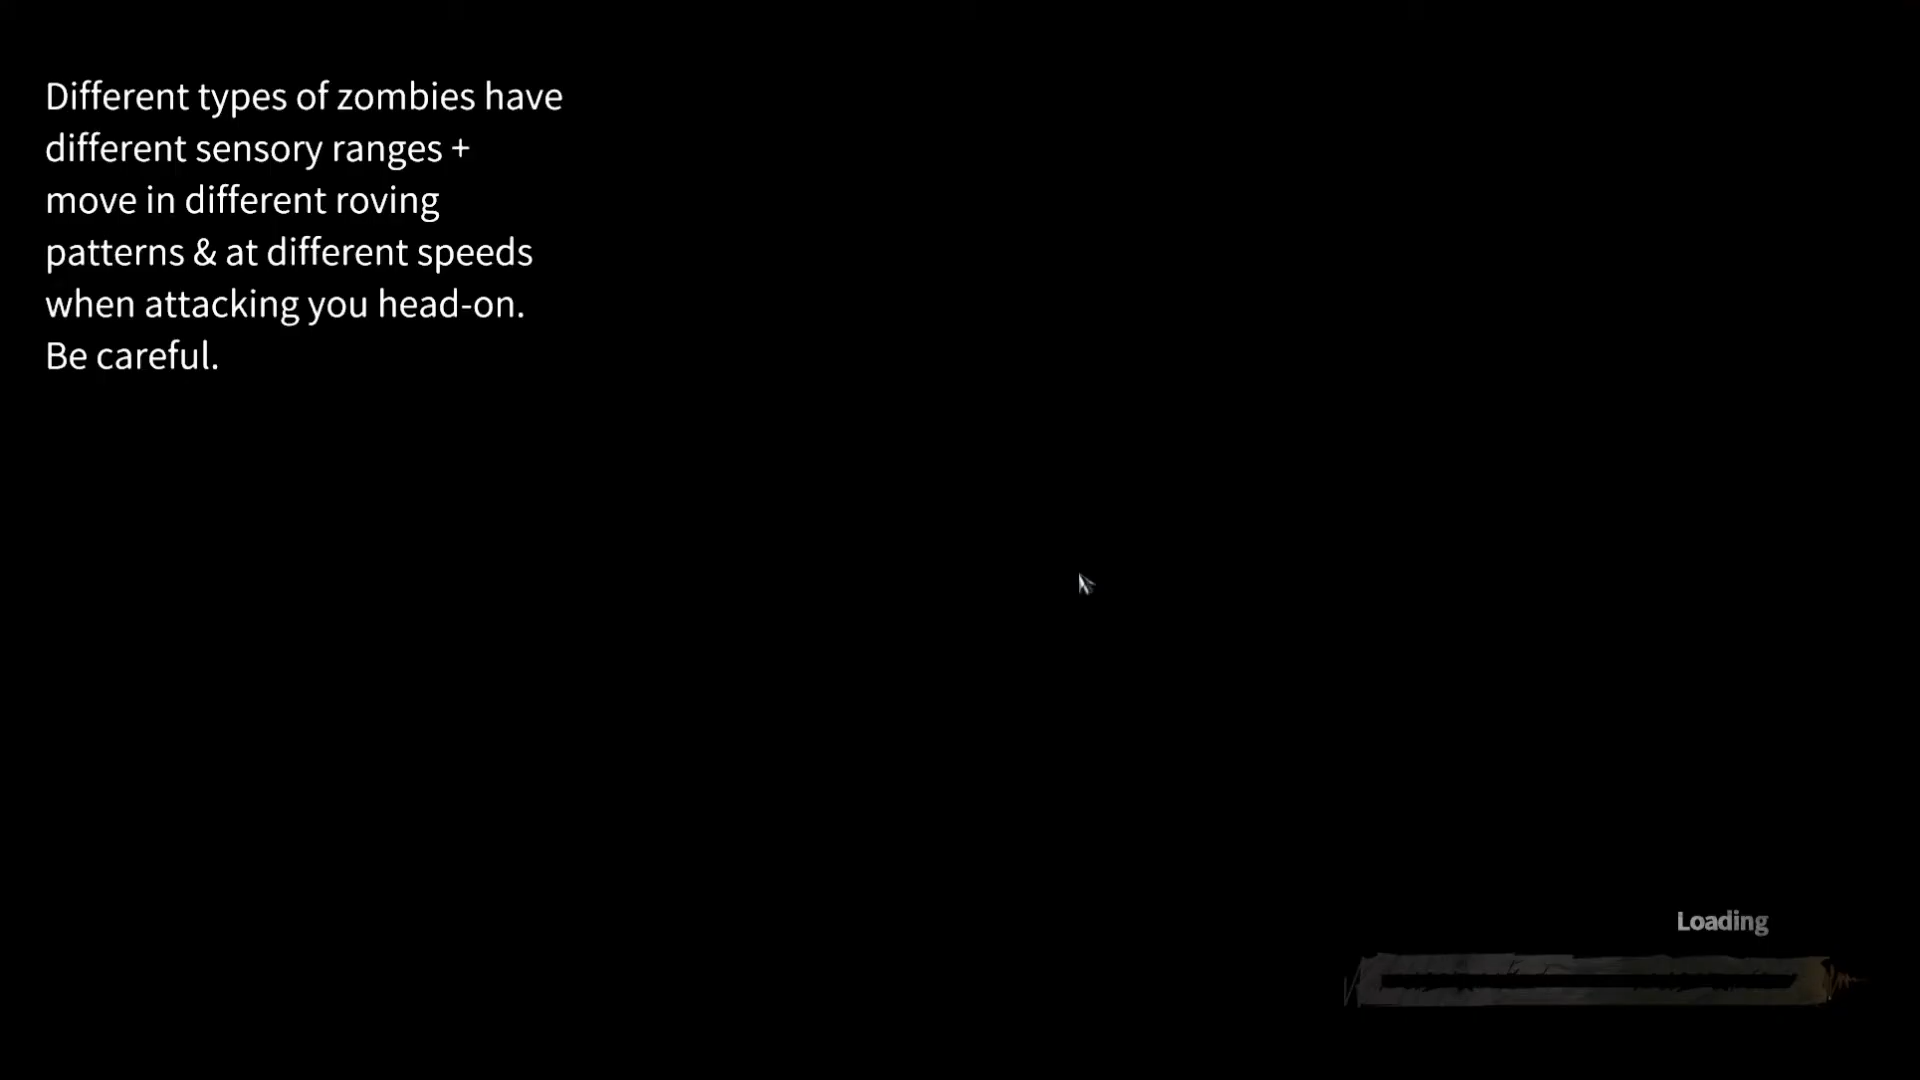 Different types of zombies have
different sensory ranges +
move in different roving
patterns & at different speeds
when attacking you head-on.
Be careful.
Loading